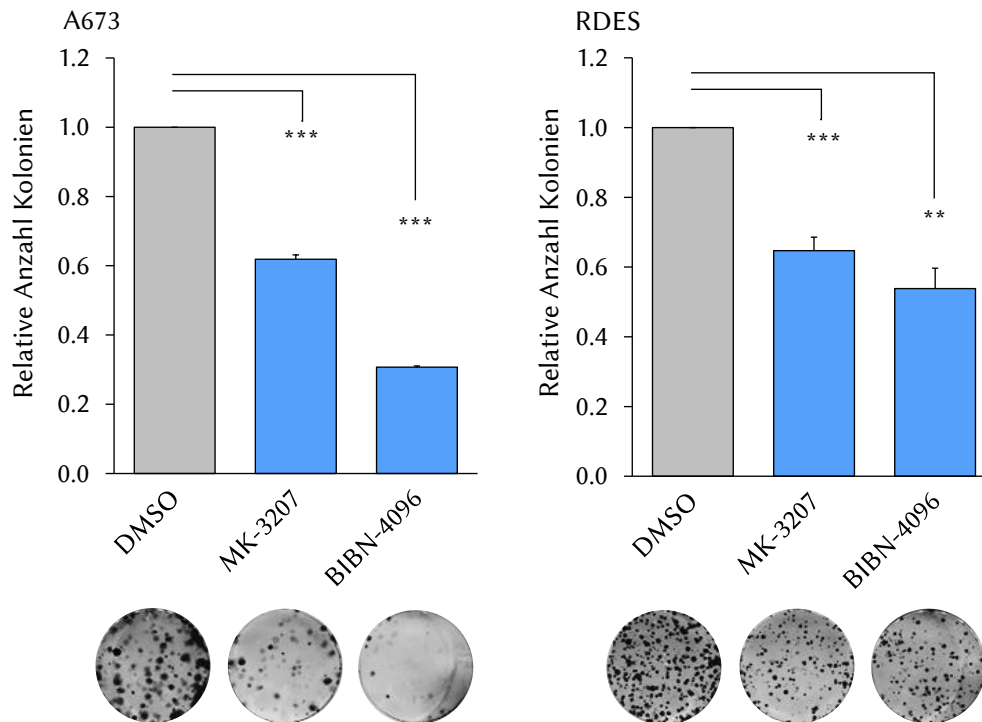 A673
Relative Anzahl Kolonien
1.2
1.0
0.8
0.6
0.4
0.2
0.0
***
***
DMSO
MK-3207
BIBN-4096
RDES
Relative Anzahl Kolonien
1.2
1.0
0.8
0.6
0.4
0.2
0.0
***
**
DMSO
MK-3207
BIBN-4096